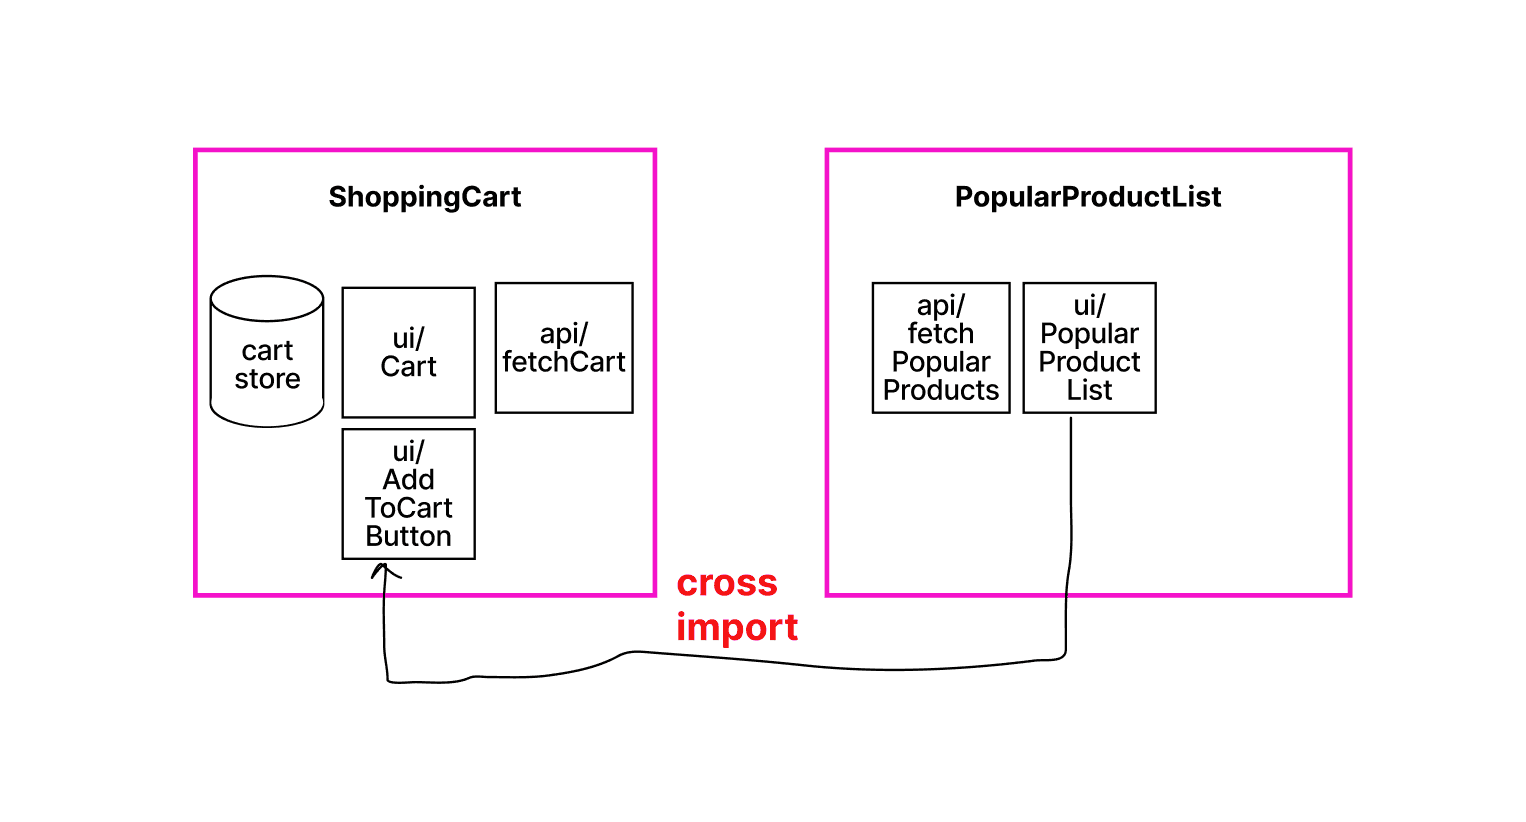 ShoppingCart
cart
store
ui/
Cart
api/
fetchCart
ui/
Add
ToCart
Button
PopularProductList
api/
fetch
Popular
Products
ui/
Popular
Product
List
cross
import